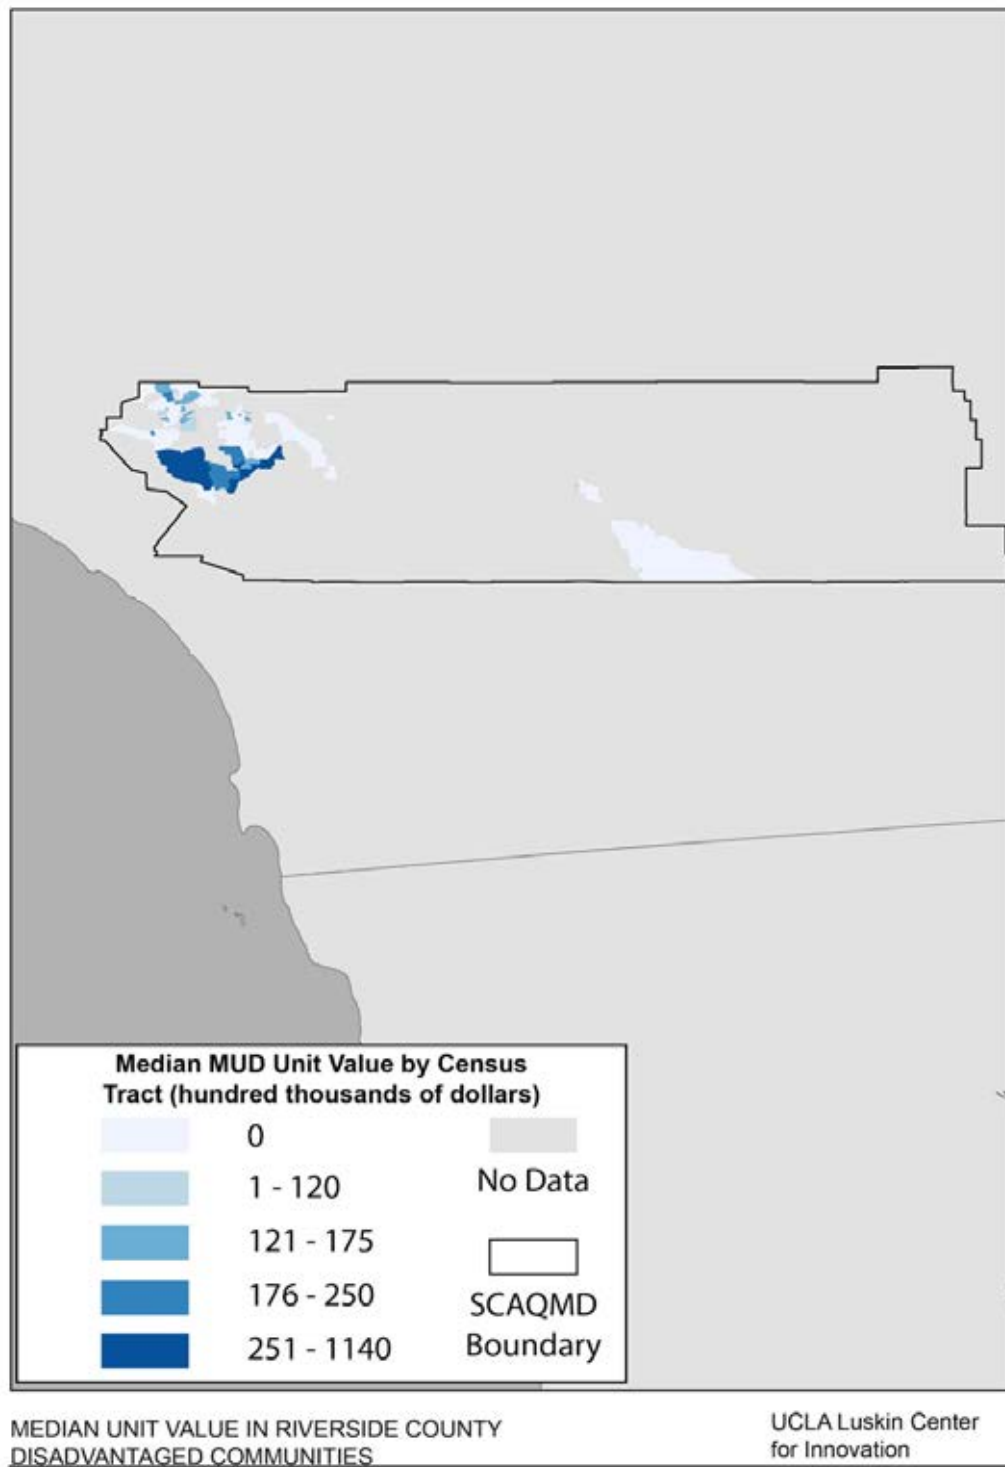 Median MUD Unit Value by Census
Tract (hundred thousands of dollars)
0
1 - 120
121 - 175
176 - 250
251 - 1140
No Data
SCAQMD
Boundary
MEDIAN UNIT VALUE IN RIVERSIDE COUNTY
DISADVANTAGED COMMUNITIES
UCLA Luskin Center
for Innovation